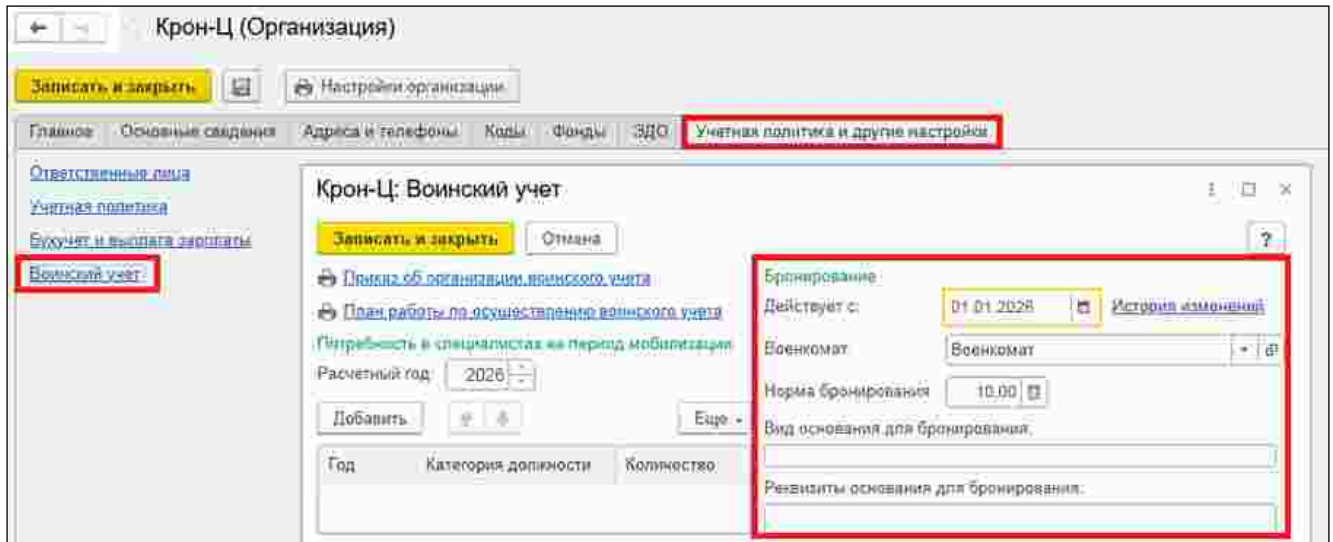 Крон-Ц (Организация)
Записать и закрыть Настройки организации
Главное Основные сведения Адреса и телефоны Коды Фонды ЭДО Учетная политика и другие настройки
Ответственные лица
Учетная политика
Бухучет и выплата зарплаты
Воинский учет
Крон-Ц: Воинский учет
Записать и закрыть Отмена ?
Приказ об организации воинского учета
План работы по осуществлению воинского учета
Потребность в специалистах на период мобилизации
Расчетный год: 2026
Добавить Еще
Год Категория должности Количество
Бронирование
Действует с: 01.01.2026 История изменений
Военкомат: Военкомат
Норма бронирования: 10,00
Вид основания для бронирования:
Реквизиты основания для бронирования: